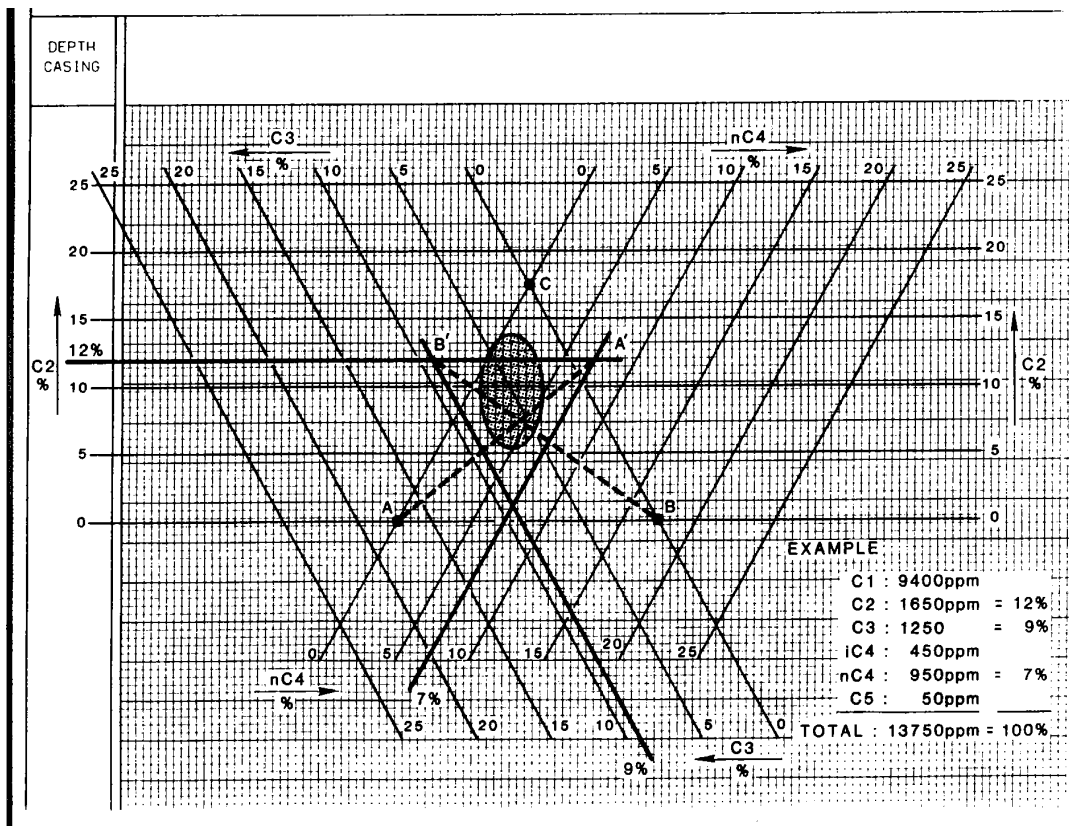 DEPTH
CASING
C3
%
nC4
%
25 20 15 10 5 0 0 5 10 15 20 25
25 25
20 20
C2
%
15 15
C
12% B' A'
C2
%
10 10
5 5
A B
0 0
EXAMPLE
C1 : 9400ppm
C2 : 1650ppm = 12%
C3 : 1250 = 9%
iC4 : 450ppm
nC4 : 950ppm = 7%
C5 : 50ppm
TOTAL : 13750ppm = 100%
0 5 10 15 20 25
nC4
%
7%
25 20 15 10 5 0
9%
C3
%